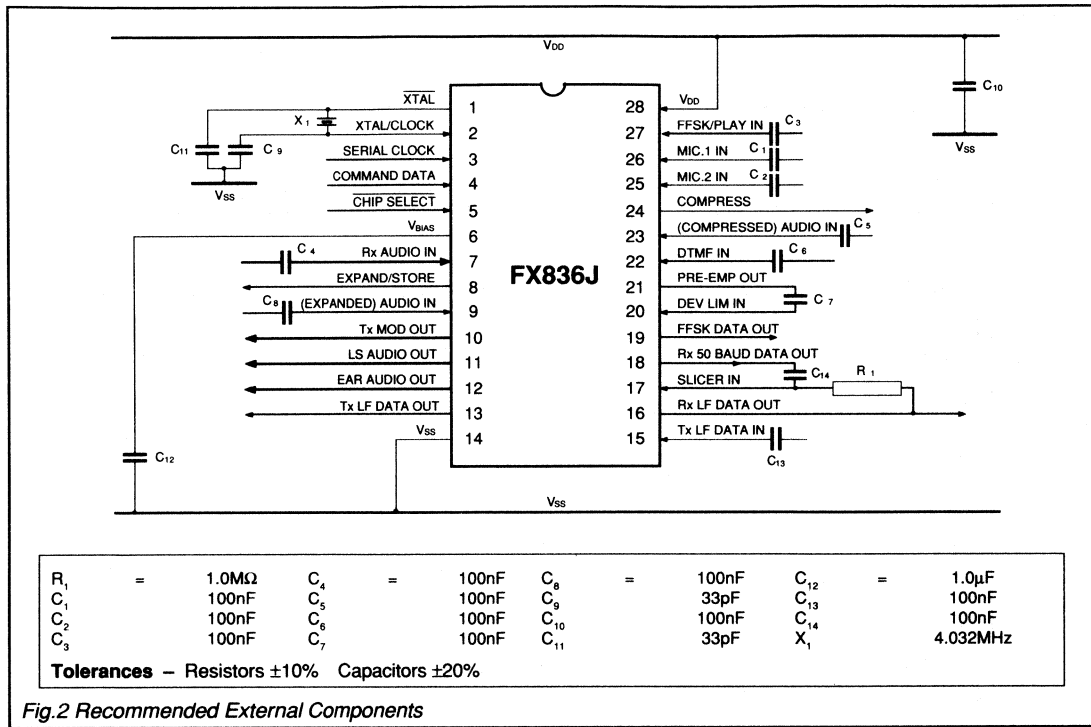 VDD
XTAL 1 28 VDD
C10
X1 XTAL/CLOCK 2 27 FFSK/PLAY IN C3
C11 C9 SERIAL CLOCK 3 26 MIC.1 IN C1
VSS
COMMAND DATA 4 25 MIC.2 IN C2
VSS CHIP SELECT 5 24 COMPRESS
VBIAS 6 23 (COMPRESSED) AUDIO IN C5
C4 Rx AUDIO IN 7 22 DTMF IN C6
FX836J
EXPAND/STORE 8 21 PRE-EMP OUT
C8 (EXPANDED) AUDIO IN 9 20 DEV LIM IN C7
Tx MOD OUT 10 19 FFSK DATA OUT
LS AUDIO OUT 11 18 Rx 50 BAUD DATA OUT
EAR AUDIO OUT 12 17 SLICER IN C14 R1
Tx LF DATA OUT 13 16 Rx LF DATA OUT
VSS 14 15 Tx LF DATA IN
C12 C13
VSS
R1 = 1.0MΩ C4 = 100nF C8 = 100nF C12 = 1.0µF
C1 100nF C5 100nF C9 33pF C13 100nF
C2 100nF C6 100nF C10 100nF C14 100nF
C3 100nF C7 100nF C11 33pF X1 4.032MHz
Tolerances – Resistors ±10% Capacitors ±20%
Fig.2 Recommended External Components